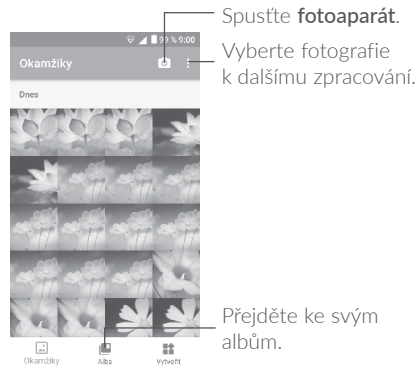 Spusťte fotoaparát.
99 % 9:00
Okamžiky
Vyberte fotografie
k dalšímu zpracování.
Dnes
Přejděte ke svým
albům.
Okamžiky
Alba
Vytvořit